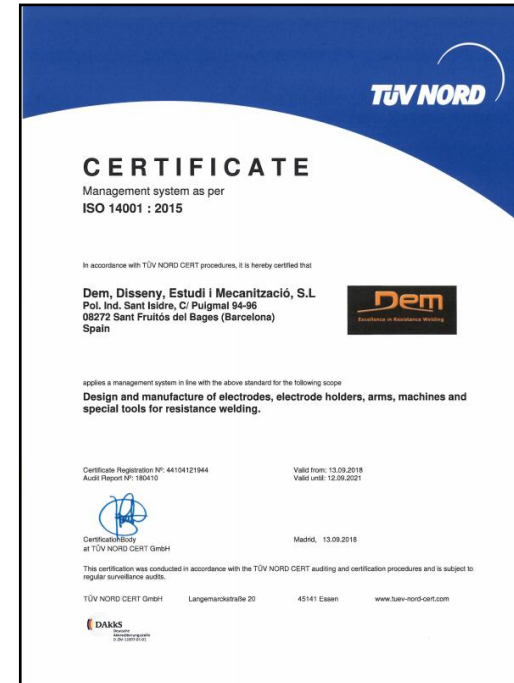 TÜV NORD
CERTIFICATE
Management system as per
ISO 14001 : 2015
In accordance with TÜV NORD CERT procedures, it is hereby certified that
Dem, Disseny, Estudi i Mecanització, S.L
Pol. Ind. Sant Isidre, C/ Puigmal 94-96
08272 Sant Fruitós del Bages (Barcelona)
Spain
Dem
Excellence in Resistance Welding
applies a management system in line with the above standard for the following scope
Design and manufacture of electrodes, electrode holders, arms, machines and
special tools for resistance welding.
Certificate Registration Nº: 44104121944
Audit Report Nº: 180410
Valid from: 13.09.2018
Valid until: 12.09.2021
Certification Body
at TÜV NORD CERT GmbH
Madrid, 13.09.2018
This certification was conducted in accordance with the TÜV NORD CERT auditing and certification procedures and is subject to
regular surveillance audits.
TÜV NORD CERT GmbH Langemarckstraße 20 45141 Essen www.tuev-nord-cert.com
DAkkS
Deutsche
Akkreditierungsstelle